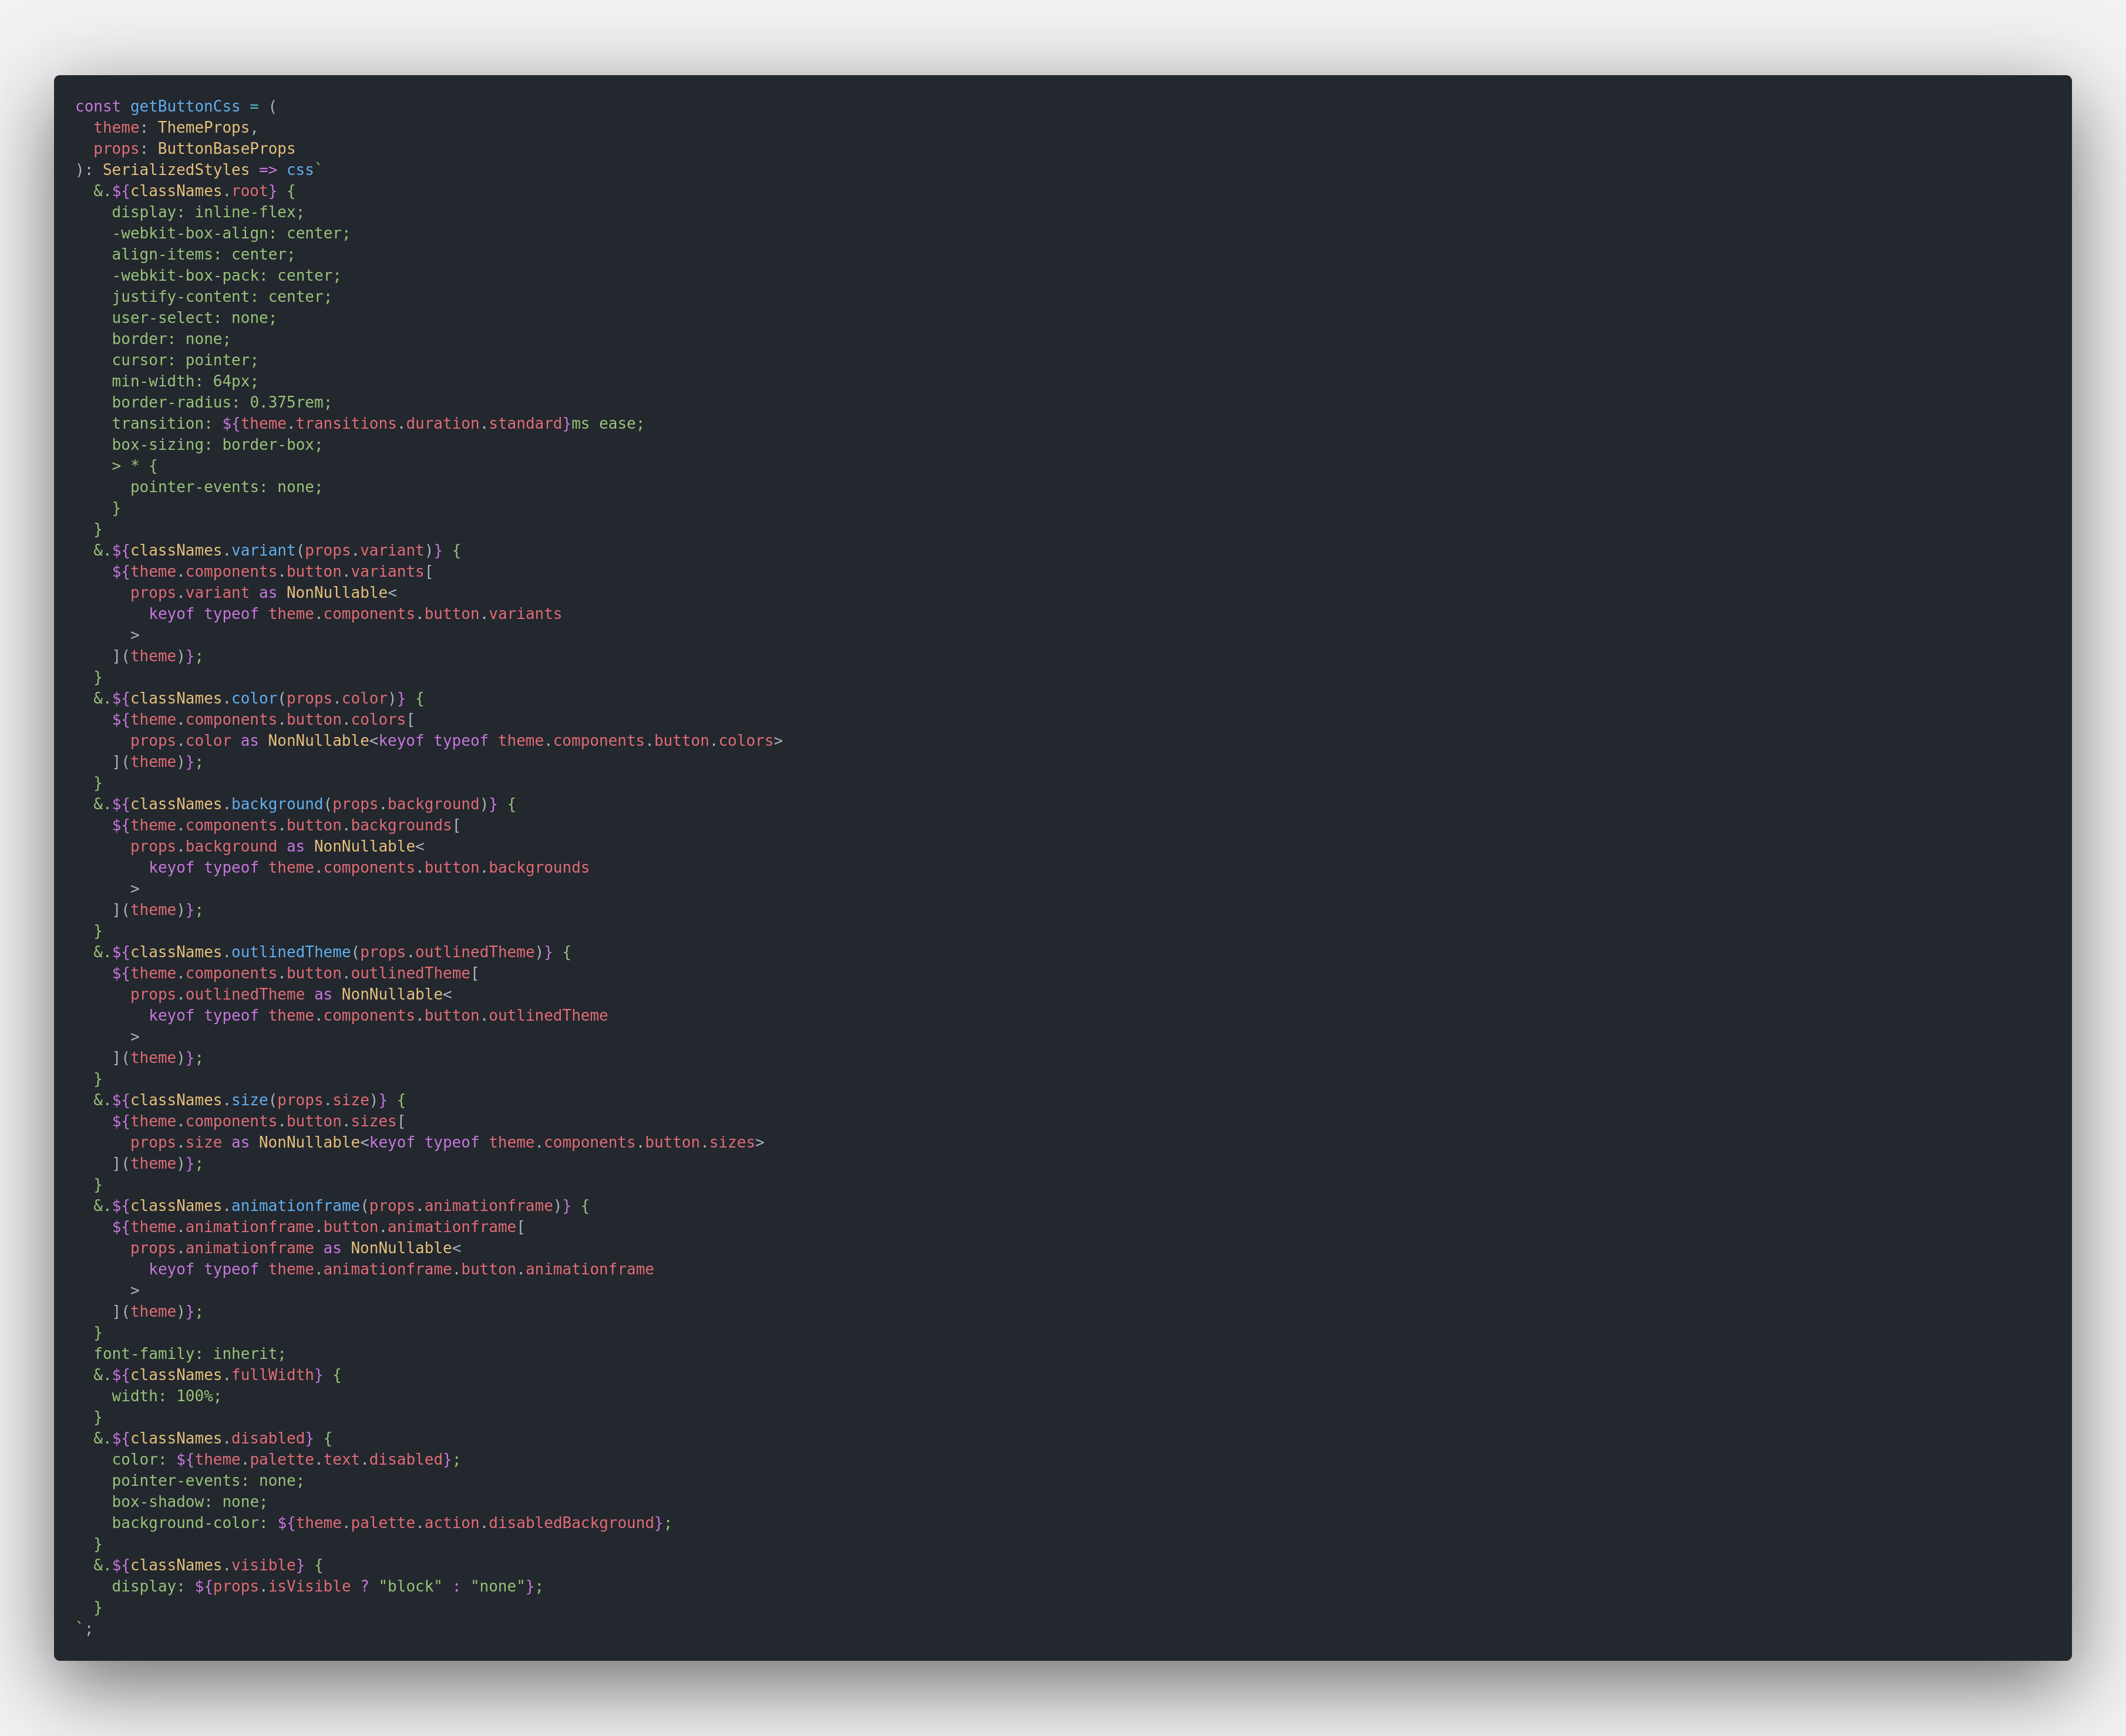 const getButtonCss = (
  theme: ThemeProps,
  props: ButtonBaseProps
): SerializedStyles => css`
  &.${classNames.root} {
    display: inline-flex;
    -webkit-box-align: center;
    align-items: center;
    -webkit-box-pack: center;
    justify-content: center;
    user-select: none;
    border: none;
    cursor: pointer;
    min-width: 64px;
    border-radius: 0.375rem;
    transition: ${theme.transitions.duration.standard}ms ease;
    box-sizing: border-box;
    > * {
      pointer-events: none;
    }
  }
  &.${classNames.variant(props.variant)} {
    ${theme.components.button.variants[
      props.variant as NonNullable<
        keyof typeof theme.components.button.variants
      >
    ](theme)};
  }
  &.${classNames.color(props.color)} {
    ${theme.components.button.colors[
      props.color as NonNullable<keyof typeof theme.components.button.colors>
    ](theme)};
  }
  &.${classNames.background(props.background)} {
    ${theme.components.button.backgrounds[
      props.background as NonNullable<
        keyof typeof theme.components.button.backgrounds
      >
    ](theme)};
  }
  &.${classNames.outlinedTheme(props.outlinedTheme)} {
    ${theme.components.button.outlinedTheme[
      props.outlinedTheme as NonNullable<
        keyof typeof theme.components.button.outlinedTheme
      >
    ](theme)};
  }
  &.${classNames.size(props.size)} {
    ${theme.components.button.sizes[
      props.size as NonNullable<keyof typeof theme.components.button.sizes>
    ](theme)};
  }
  &.${classNames.animationframe(props.animationframe)} {
    ${theme.animationframe.button.animationframe[
      props.animationframe as NonNullable<
        keyof typeof theme.animationframe.button.animationframe
      >
    ](theme)};
  }
  font-family: inherit;
  &.${classNames.fullWidth} {
    width: 100%;
  }
  &.${classNames.disabled} {
    color: ${theme.palette.text.disabled};
    pointer-events: none;
    box-shadow: none;
    background-color: ${theme.palette.action.disabledBackground};
  }
  &.${classNames.visible} {
    display: ${props.isVisible ? "block" : "none"};
  }
`;